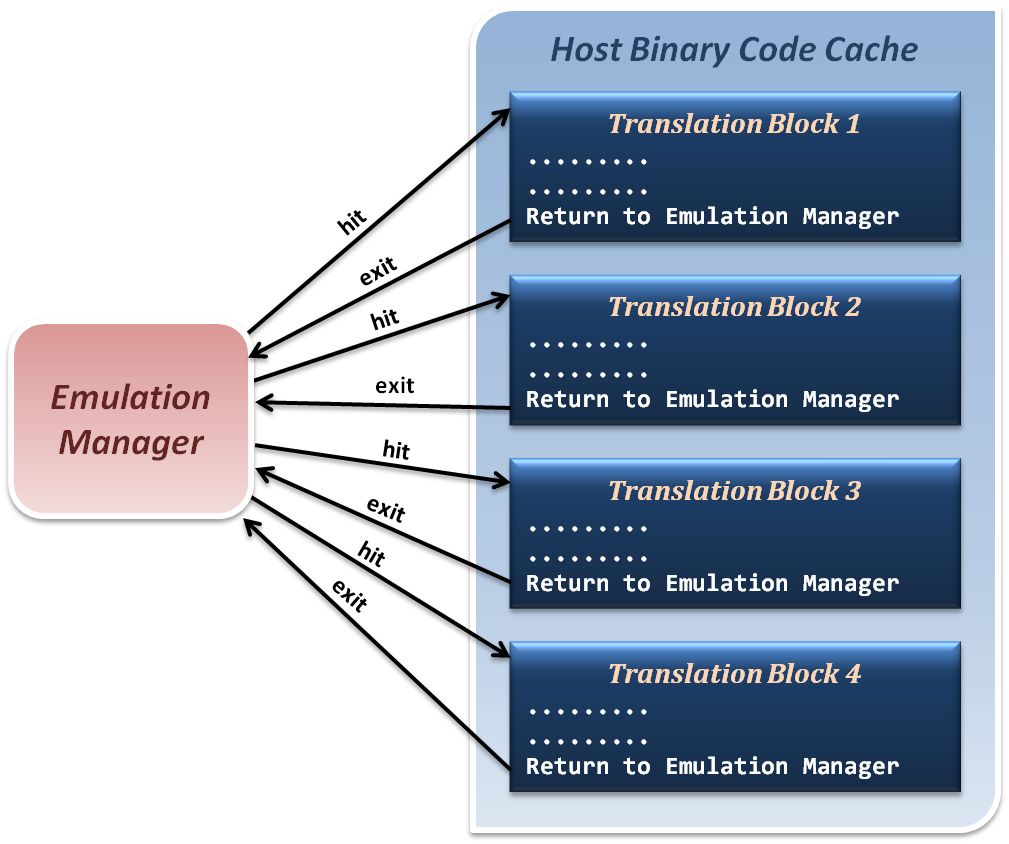 Host Binary Code Cache
Translation Block 1
.........
.........
Return to Emulation Manager
hit
exit
Translation Block 2
.........
.........
Return to Emulation Manager
hit
exit
Emulation
Manager
Translation Block 3
.........
.........
Return to Emulation Manager
hit
exit
Translation Block 4
.........
.........
Return to Emulation Manager
hit
exit